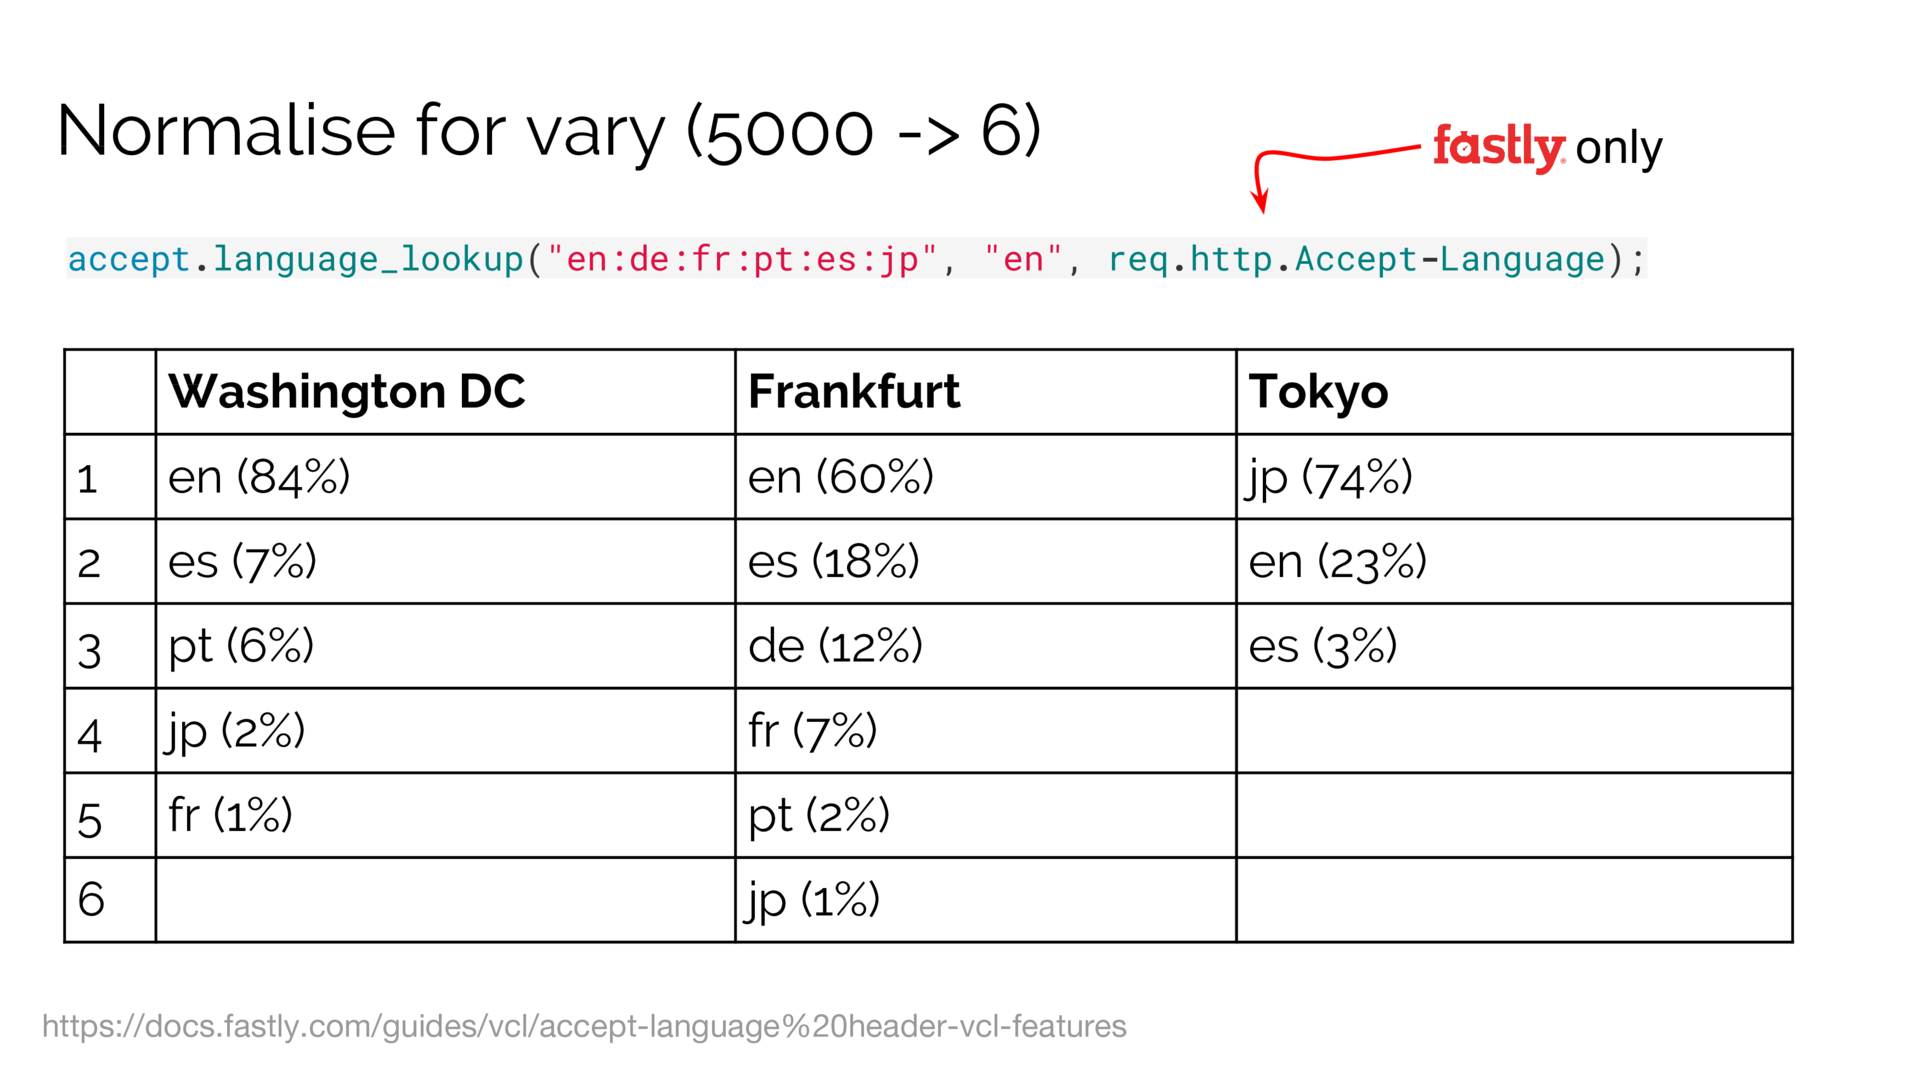 Normalise for vary (5000 -> 6)
fastly only
accept.language_lookup("en:de:fr:pt:es:jp", "en", req.http.Accept-Language);
Washington DC Frankfurt Tokyo
1 en (84%) en (60%) jp (74%)
2 es (7%) es (18%) en (23%)
3 pt (6%) de (12%) es (3%)
4 jp (2%) fr (7%)
5 fr (1%) pt (2%)
6 jp (1%)
https://docs.fastly.com/guides/vcl/accept-language%20header-vcl-features